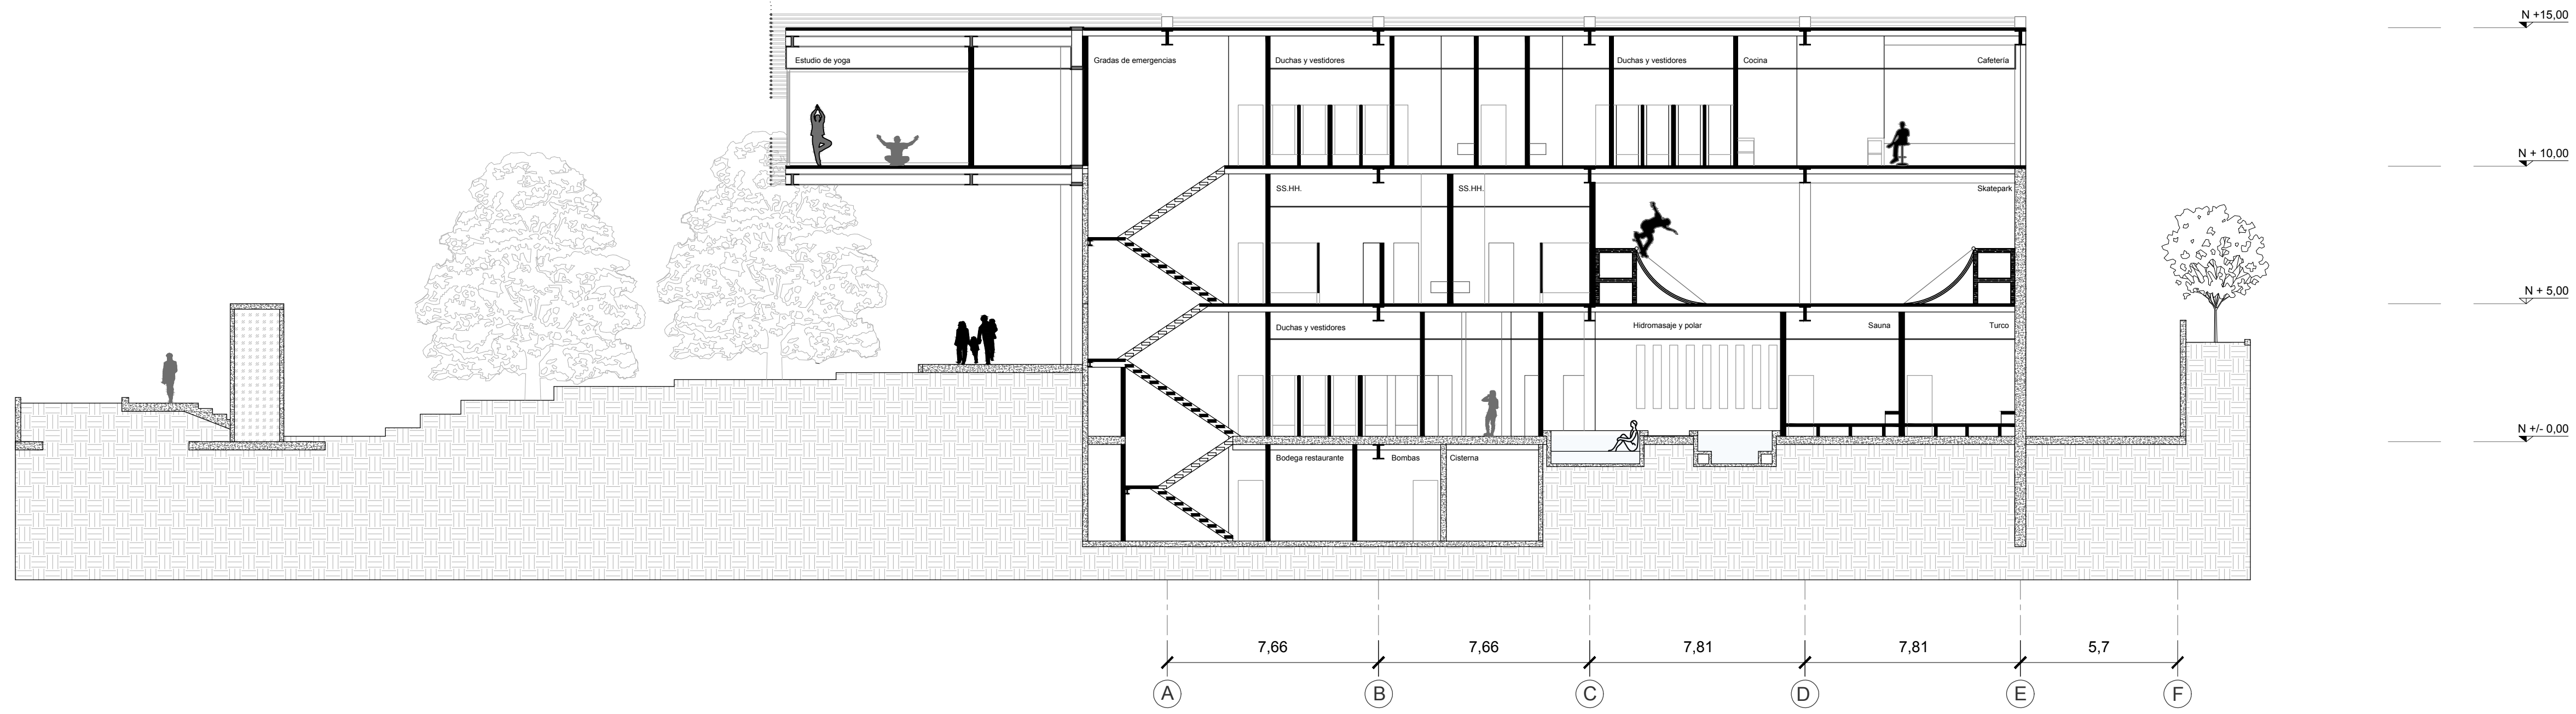 N +15,00
Estudio de yoga
Gradas de emergencias
Duchas y vestidores
Duchas y vestidores
Cocina
Cafetería
N + 10,00
SS.HH.
SS.HH.
Skatepark
N + 5,00
Duchas y vestidores
Hidromasaje y polar
Sauna
Turco
N +/- 0,00
Bodega restaurante
Bombas
Cisterna
7,66
7,66
7,81
7,81
5,7
A
B
C
D
E
F